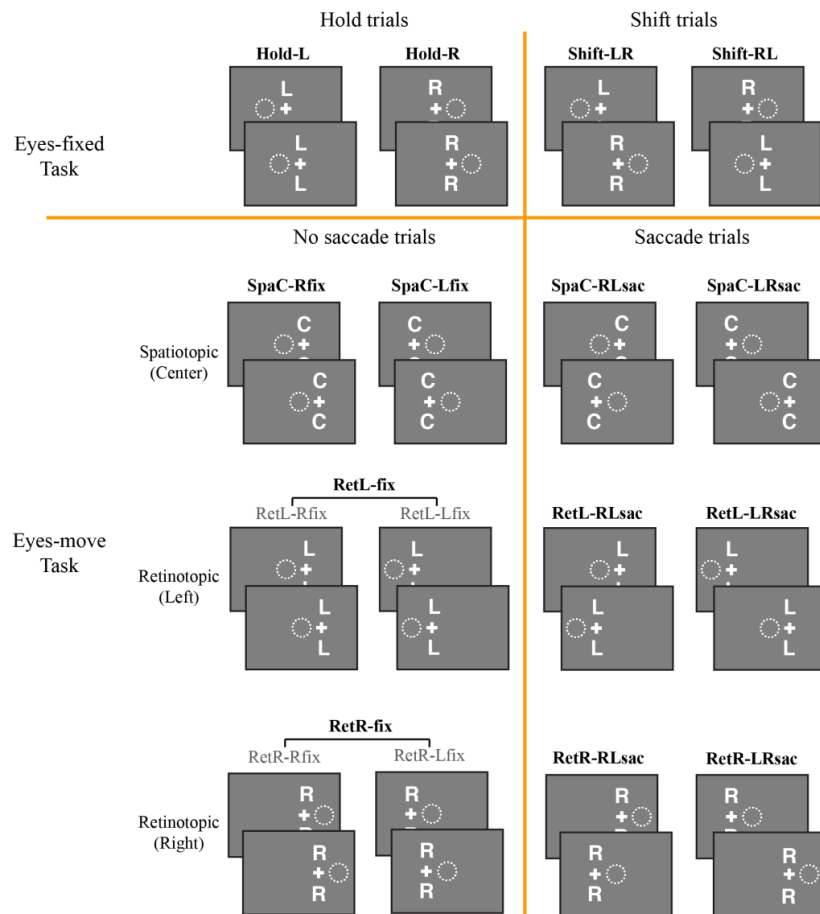 Hold trials Shift trials
Hold-L Hold-R Shift-LR Shift-RL
L R L R
Eyes-fixed
Task
L R R L
L R R L
No saccade trials Saccade trials
SpaC-Rfix SpaC-Lfix SpaC-RLsac SpaC-LRsac
C C C C
Spatiotopic
(Center)
C C C C
C C C C
RetL-fix
RetL-Rfix RetL-Lfix RetL-RLsac RetL-LRsac
L L L L
Eyes-move
Task
Retinotopic
(Left)
L L L L
L L L L
RetR-fix
RetR-Rfix RetR-Lfix RetR-RLsac RetR-LRsac
R R R R
Retinotopic
(Right)
R R R R
R R R R